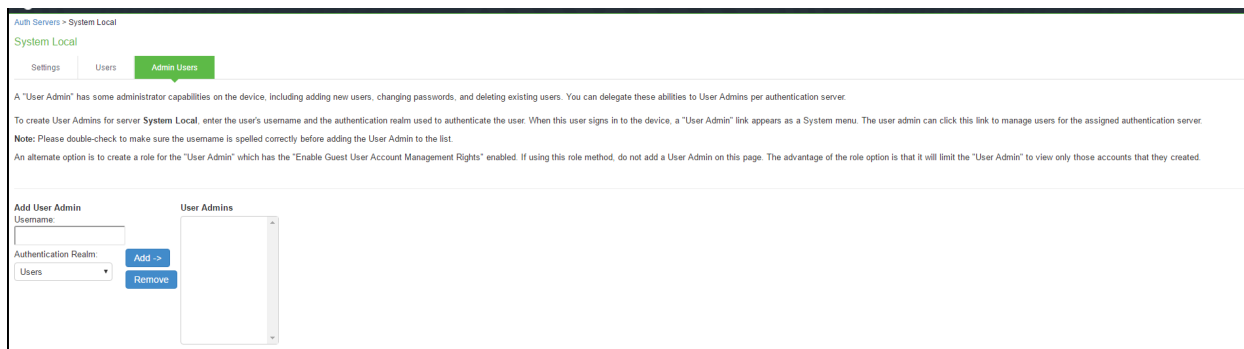 Auth Servers > System Local
System Local
Settings Users Admin Users
A "User Admin" has some administrator capabilities on the device, including adding new users, changing passwords, and deleting existing users. You can delegate these abilities to User Admins per authentication server.
To create User Admins for server System Local, enter the user's username and the authentication realm used to authenticate the user. When this user signs in to the device, a "User Admin" link appears as a System menu. The user admin can click this link to manage users for the assigned authentication server.
Note: Please double-check to make sure the username is spelled correctly before adding the User Admin to the list.
An alternate option is to create a role for the "User Admin" which has the "Enable Guest User Account Management Rights" enabled. If using this role method, do not add a User Admin on this page. The advantage of the role option is that it will limit the "User Admin" to view only those accounts that they created.
Add User Admin User Admins
Username:
Authentication Realm:
Add ->
Users
Remove